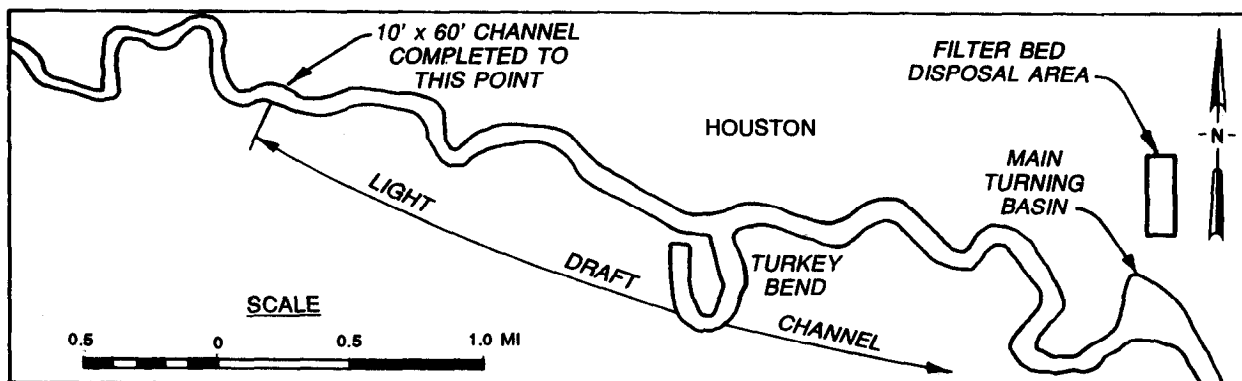 10' x 60' CHANNEL
COMPLETED TO
THIS POINT
FILTER BED
DISPOSAL AREA
HOUSTON
-N-
MAIN
TURNING
BASIN
LIGHT
DRAFT
CHANNEL
TURKEY
BEND
SCALE
0.5 0 0.5 1.0 MI